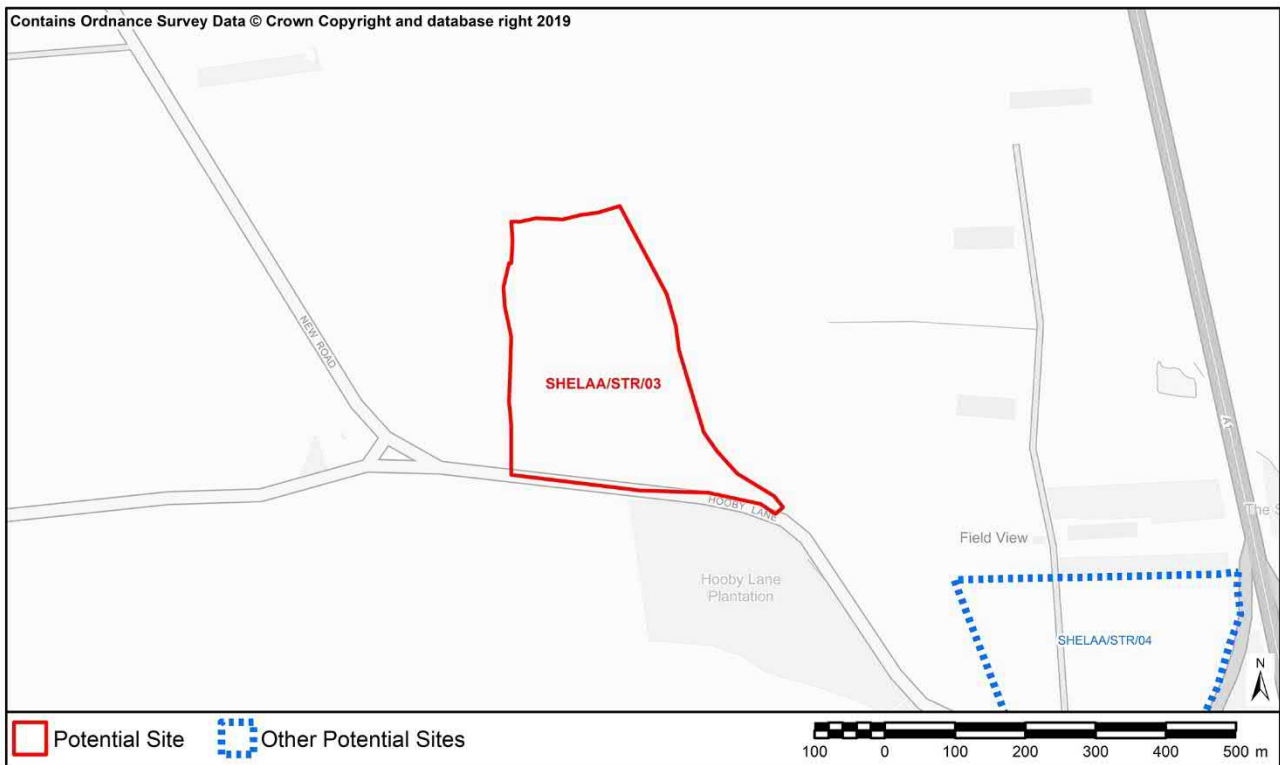 Contains Ordnance Survey Data © Crown Copyright and database right 2019
NEW ROAD
SHELAA/STR/03
HOOBY LANE
A1
Field View
The S
Hooby Lane
Plantation
SHELAA/STR/04
N
Potential Site
Other Potential Sites
100 0 100 200 300 400 500 m